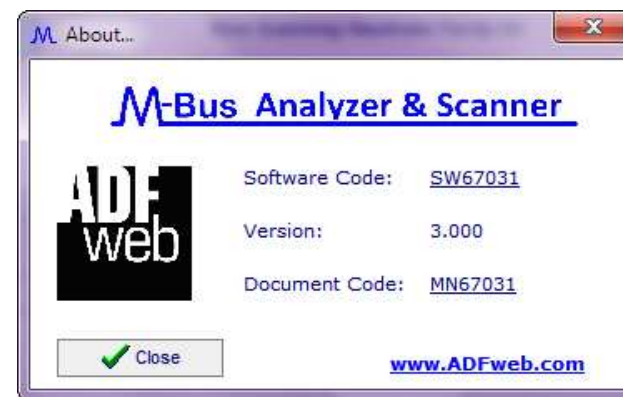 About...
M-Bus Analyzer & Scanner
ADF
web
Software Code: SW67031
Version: 3.000
Document Code: MN67031
Close
www.ADFweb.com